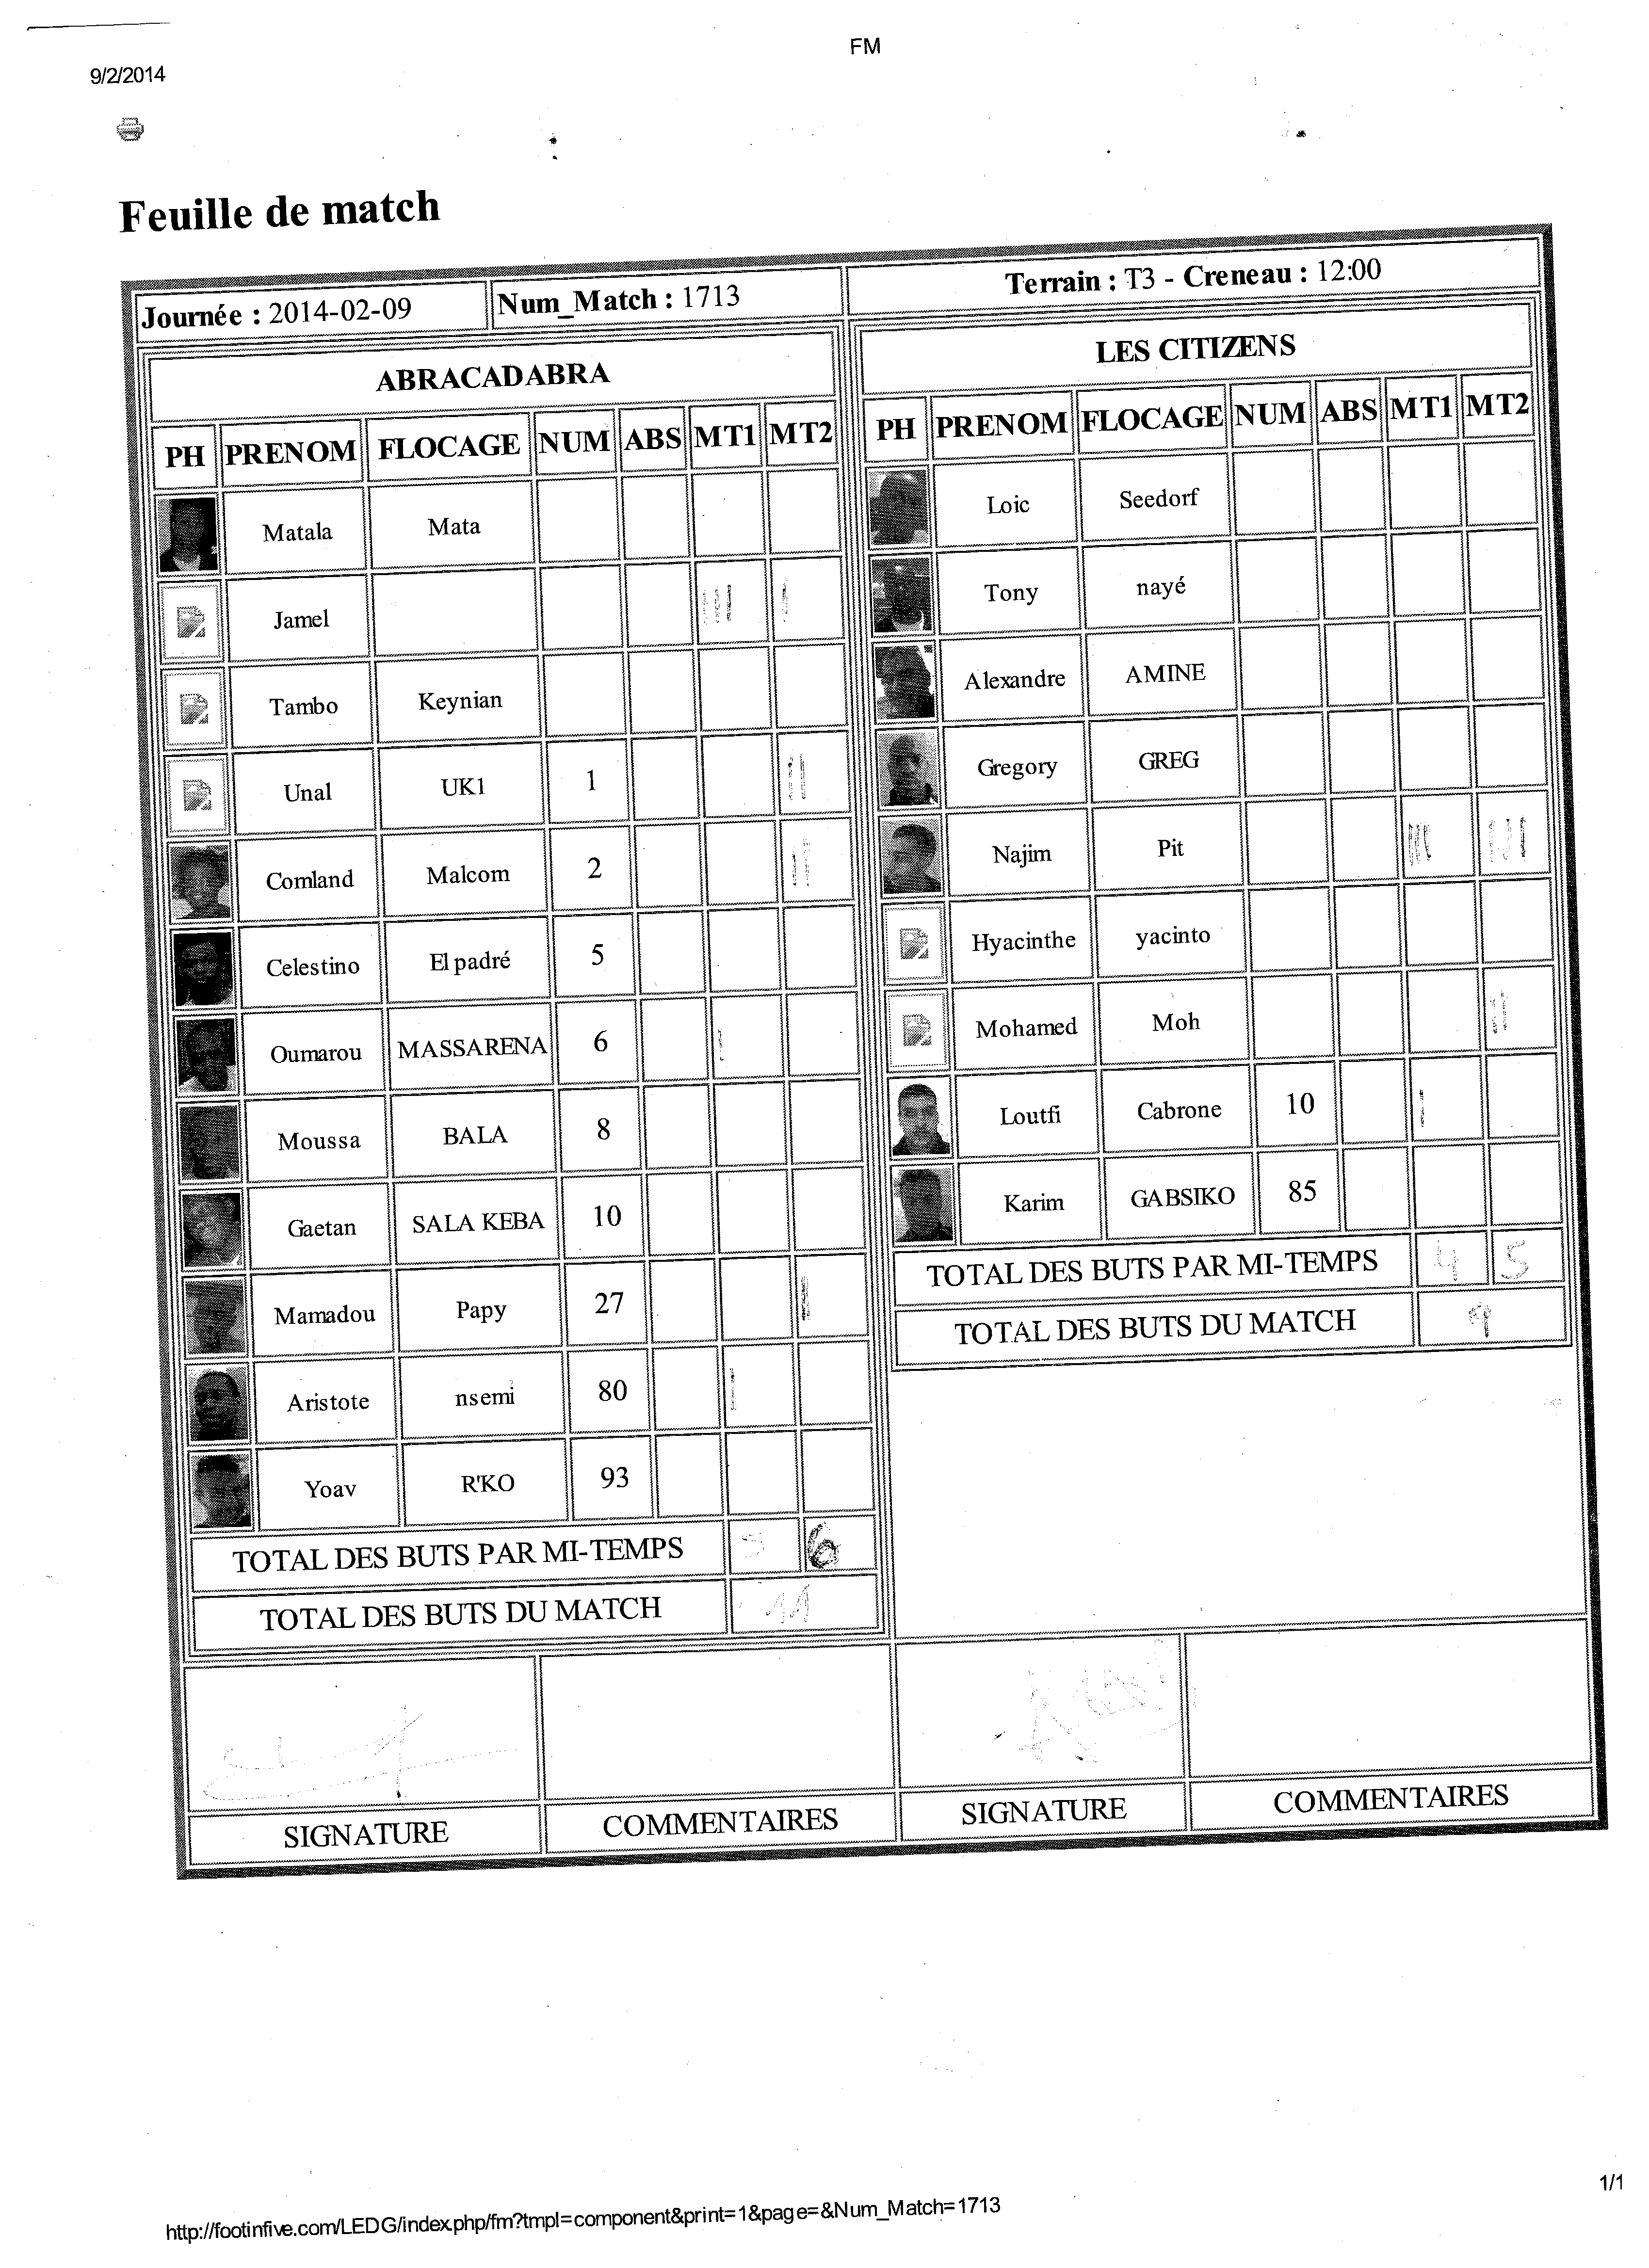 FM
9/2/2014
Feuille de match
Journée : 2014-02-09 Num_Match : 1713 Terrain : T3 - Creneau : 12:00
ABRACADABRA
PH PRENOM FLOCAGE NUM ABS MT1 MT2
Matala Mata
Jamel
Tambo Keynian
Unal UK1 1
Comland Malcom 2
Celestino El padré 5
Oumarou MASSARENA 6
Moussa BALA 8
Gaetan SALA KEBA 10
Mamadou Papy 27
Aristote nsemi 80
Yoav R'KO 93
TOTAL DES BUTS PAR MI-TEMPS 5 6
TOTAL DES BUTS DU MATCH 11
LES CITIZENS
PH PRENOM FLOCAGE NUM ABS MT1 MT2
Loic Seedorf
Tony nayé
Alexandre AMINE
Gregory GREG
Najim Pit
Hyacinthe yacinto
Mohamed Moh
Loutfi Cabrone 10
Karim GABSIKO 85
TOTAL DES BUTS PAR MI-TEMPS 4 5
TOTAL DES BUTS DU MATCH 9
SIGNATURE COMMENTAIRES SIGNATURE COMMENTAIRES
1/1
http://footinfive.com/LEDG/index.php/fm?tmpl=component&print=1&page=&Num_Match=1713